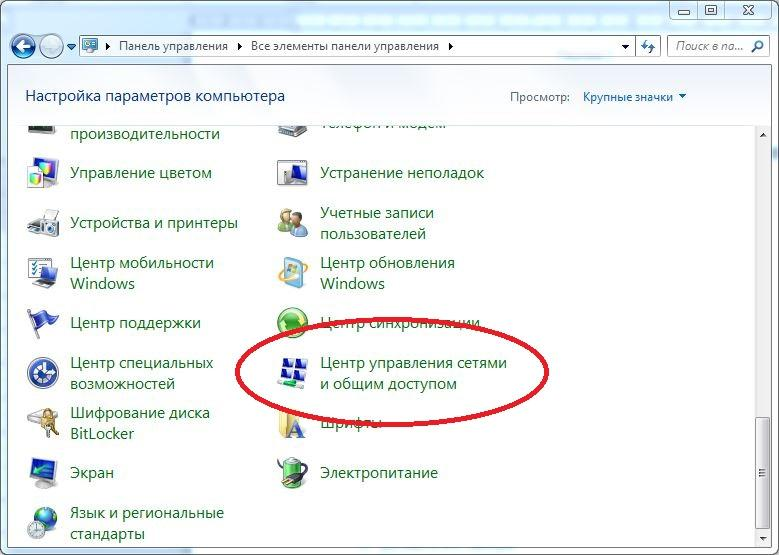 Панель управления
Все элементы панели управления
Поиск в па...
Настройка параметров компьютера
Просмотр:
Крупные значки
производительности
Телефон и модем
Управление цветом
Устранение неполадок
Устройства и принтеры
Учетные записи
пользователей
Центр мобильности
Windows
Центр обновления
Windows
Центр поддержки
Центр синхронизации
Центр специальных
возможностей
Центр управления сетями
и общим доступом
Шифрование диска
BitLocker
Шрифты
Экран
Электропитание
Язык и региональные
стандарты